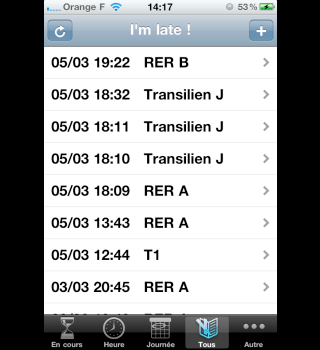 Orange F 14:17 53 %
I'm late !
05/03 19:22 RER B
05/03 18:32 Transilien J
05/03 18:11 Transilien J
05/03 18:10 Transilien J
05/03 18:09 RER A
05/03 13:43 RER A
05/03 12:44 T1
03/03 20:45 RER A
En cours Heure Journée Tous Autre